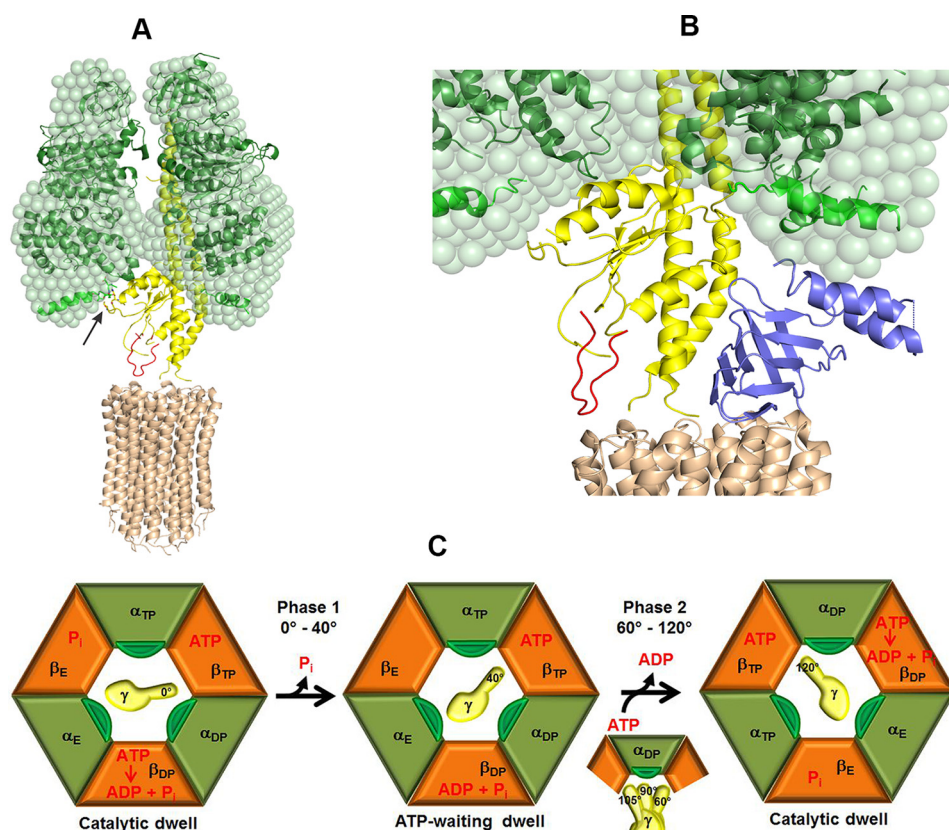 A
B
C
Phase 1
0° - 40°
Pi
Phase 2
60° - 120°
ADP
ATP
αTP
Pi
ATP
βE
βTP
γ
0°
αE
αDP
ATP
βDP
ADP + Pi
Catalytic dwell
αTP
ATP
βE
βTP
40°
γ
αE
αDP
βDP
ADP + Pi
ATP-waiting dwell
αDP
105°
90°
60°
γ
αDP
ATP
ADP + Pi
βTP
βDP
120°
γ
αTP
αE
βE
Pi
Catalytic dwell